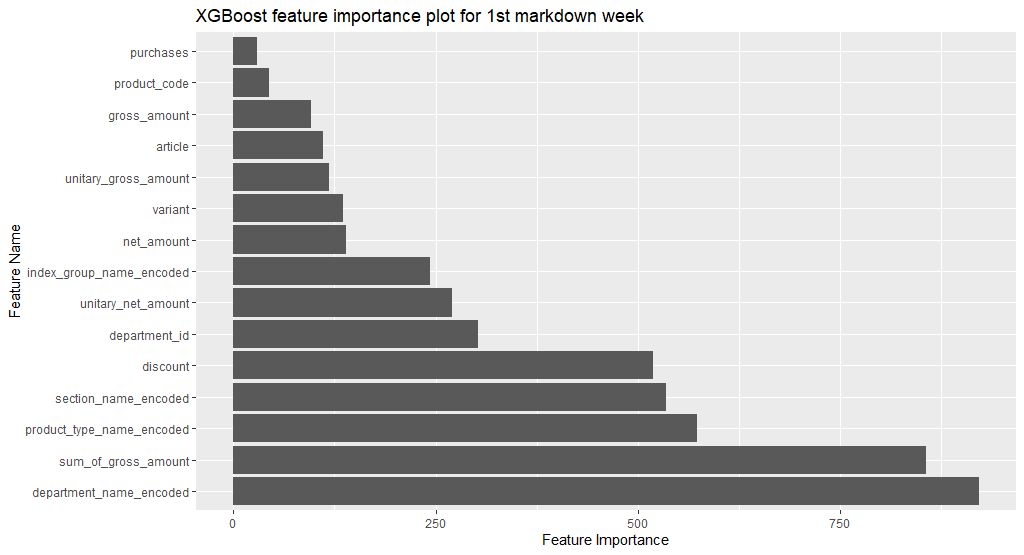 XGBoost feature importance plot for 1st markdown week
purchases
product_code
gross_amount
article
unitary_gross_amount
variant
net_amount
index_group_name_encoded
unitary_net_amount
department_id
discount
section_name_encoded
product_type_name_encoded
sum_of_gross_amount
department_name_encoded
Feature Name
0 250 500 750
Feature Importance